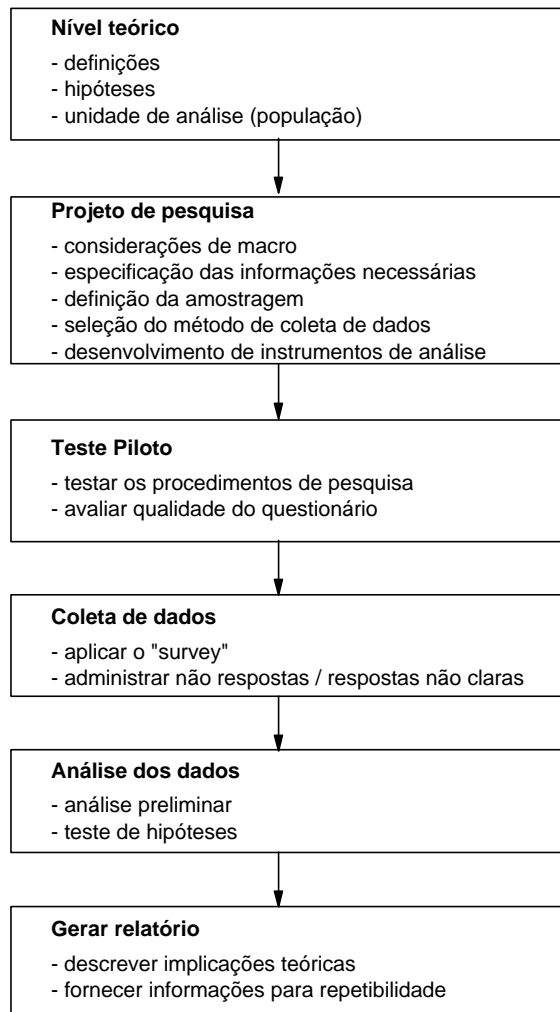 Nível teórico
- definições
- hipóteses
- unidade de análise (população)
Projeto de pesquisa
- considerações de macro
- especificação das informações necessárias
- definição da amostragem
- seleção do método de coleta de dados
- desenvolvimento de instrumentos de análise
Teste Piloto
- testar os procedimentos de pesquisa
- avaliar qualidade do questionário
Coleta de dados
- aplicar o "survey"
- administrar não respostas / respostas não claras
Análise dos dados
- análise preliminar
- teste de hipóteses
Gerar relatório
- descrever implicações teóricas
- fornecer informações para repetibilidade